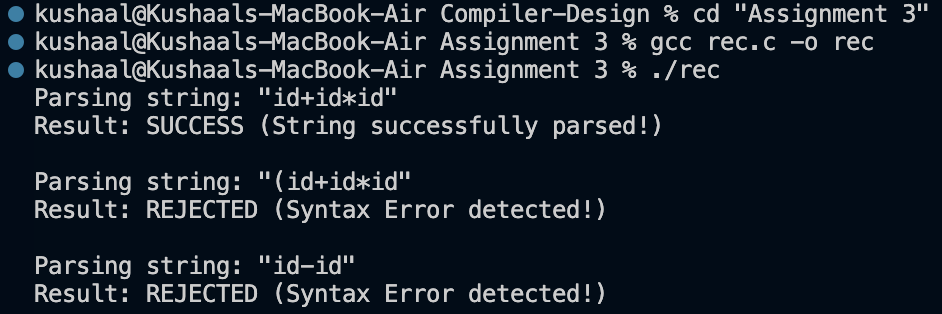 kushaal@Kushaals-MacBook-Air Compiler-Design % cd "Assignment 3"
kushaal@Kushaals-MacBook-Air Assignment 3 % gcc rec.c -o rec
kushaal@Kushaals-MacBook-Air Assignment 3 % ./rec
Parsing string: "id+id*id"
Result: SUCCESS (String successfully parsed!)
Parsing string: "(id+id*id"
Result: REJECTED (Syntax Error detected!)
Parsing string: "id-id"
Result: REJECTED (Syntax Error detected!)